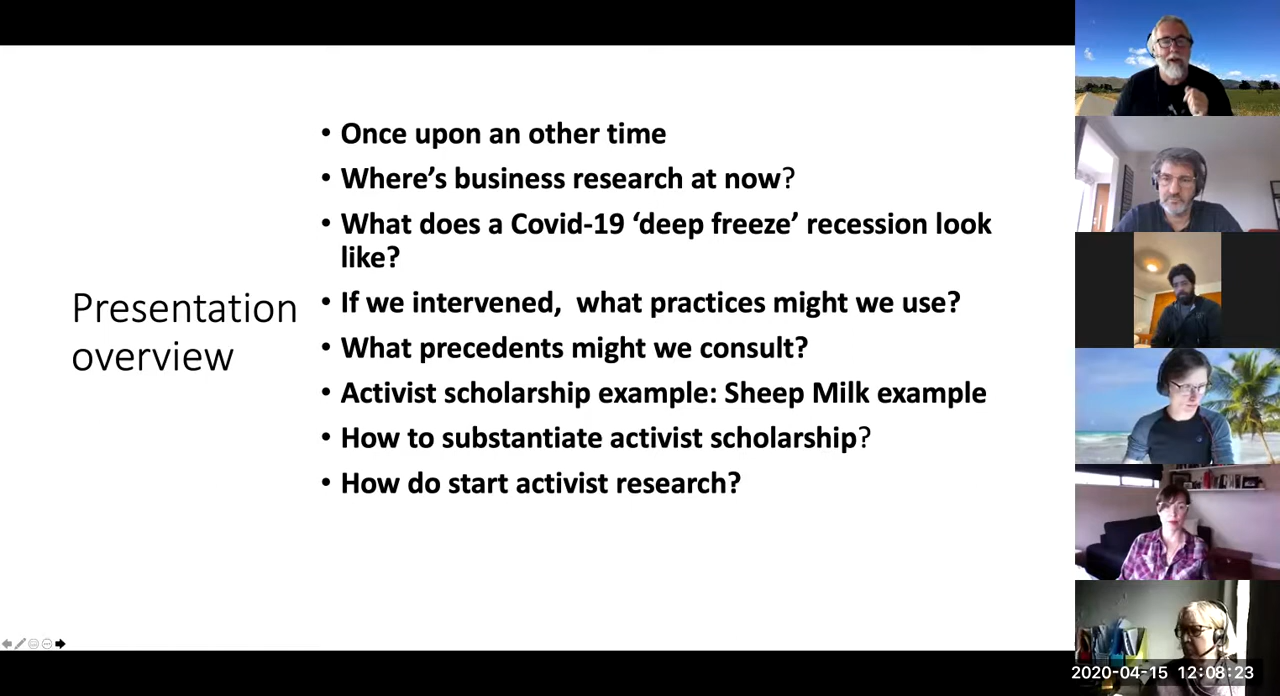 Presentation
overview
• Once upon an other time
• Where’s business research at now?
• What does a Covid-19 ‘deep freeze’ recession look
like?
• If we intervened,  what practices might we use?
• What precedents might we consult?
• Activist scholarship example: Sheep Milk example
• How to substantiate activist scholarship?
• How do start activist research?
2020-04-15 12:08:23